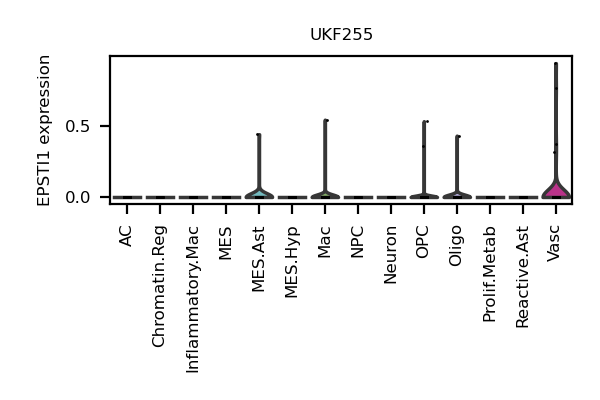 UKF255
EPSTI1 expression
0.5
0.0
AC
Chromatin.Reg
Inflammatory.Mac
MES
MES.Ast
MES.Hyp
Mac
NPC
Neuron
OPC
Oligo
Prolif.Metab
Reactive.Ast
Vasc